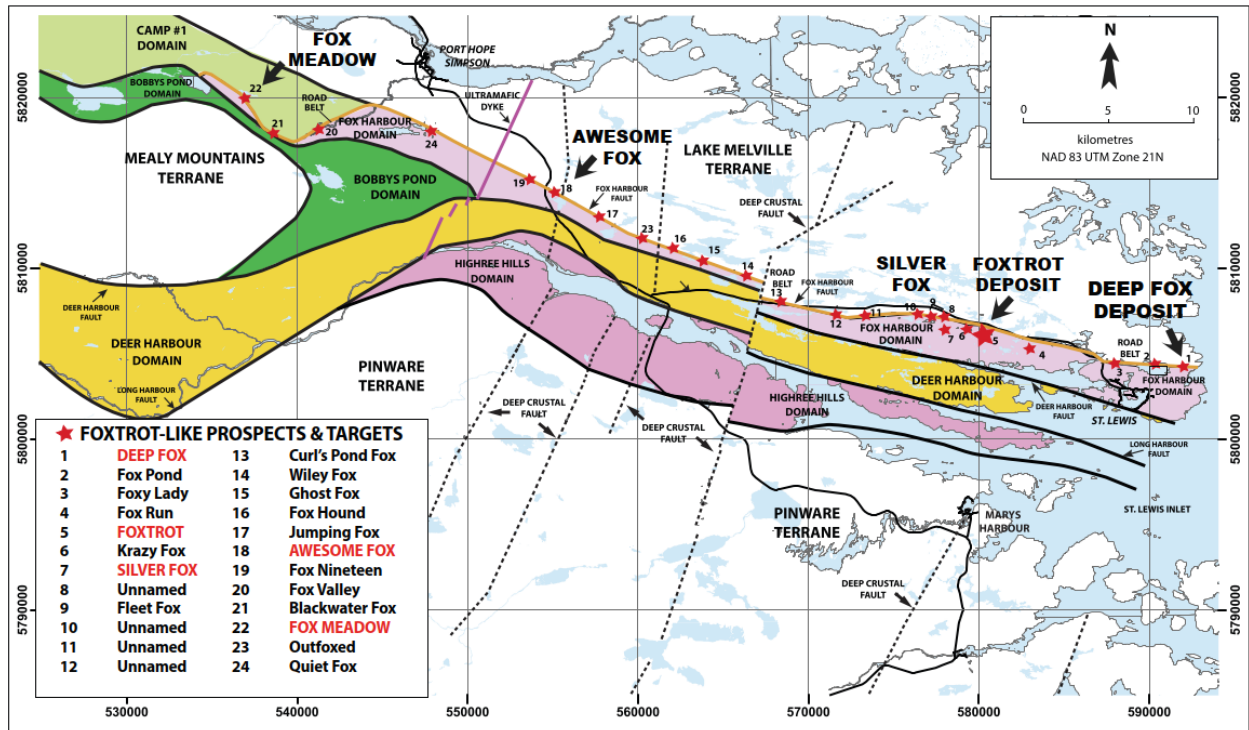 CAMP #1
DOMAIN
FOX
MEADOW
PORT HOPE
SIMPSON
N
5820000
5820000
BOBBYS POND
DOMAIN
22
ROAD
BELT
ULTRAMAFIC
DYKE
0
5
10
kilometres
NAD 83 UTM Zone 21N
21
20
FOX HARBOUR
DOMAIN
24
MEALY MOUNTAINS
TERRANE
AWESOME
FOX
LAKE MELVILLE
TERRANE
BOBBYS POND
DOMAIN
19
18
FOX HARBOUR
FAULT
17
DEEP CRUSTAL
FAULT
23
16
15
14
5810000
5810000
HIGHREE HILLS
DOMAIN
ROAD
BELT
13
FOX HARBOUR
FAULT
SILVER
FOX
FOXTROT
DEPOSIT
DEEP FOX
DEPOSIT
DEER HARBOUR
FAULT
12
11
10
9
8
FOX HARBOUR
DOMAIN
7
6
5
4
ROAD
BELT
3
2
1
FOX HARBOUR
DOMAIN
DEER HARBOUR
DOMAIN
PINWARE
TERRANE
LONG HARBOUR
FAULT
DEER HARBOUR
DOMAIN
DEER HARBOUR
FAULT
ST. LEWIS
HIGHREE HILLS
DOMAIN
DEEP CRUSTAL
FAULT
DEEP CRUSTAL
FAULT
LONG HARBOUR
FAULT
5800000
5800000
ST. LEWIS INLET
PINWARE
TERRANE
MARYS
HARBOUR
DEEP CRUSTAL
FAULT
5790000
5790000
FOXTROT-LIKE PROSPECTS & TARGETS
1 DEEP FOX 13 Curl's Pond Fox
2 Fox Pond 14 Wiley Fox
3 Foxy Lady 15 Ghost Fox
4 Fox Run 16 Fox Hound
5 FOXTROT 17 Jumping Fox
6 Krazy Fox 18 AWESOME FOX
7 SILVER FOX 19 Fox Nineteen
8 Unnamed 20 Fox Valley
9 Fleet Fox 21 Blackwater Fox
10 Unnamed 22 FOX MEADOW
11 Unnamed 23 Outfoxed
12 Unnamed 24 Quiet Fox
530000
540000
550000
560000
570000
580000
590000